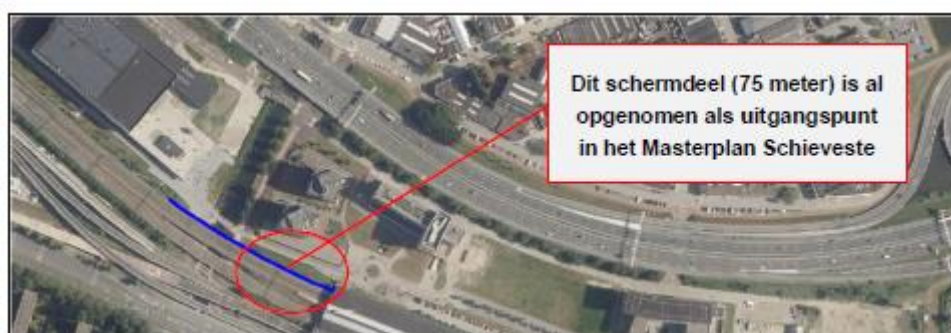 Dit schermdeel (75 meter) is al
opgenomen als uitgangspunt
in het Masterplan Schieveste